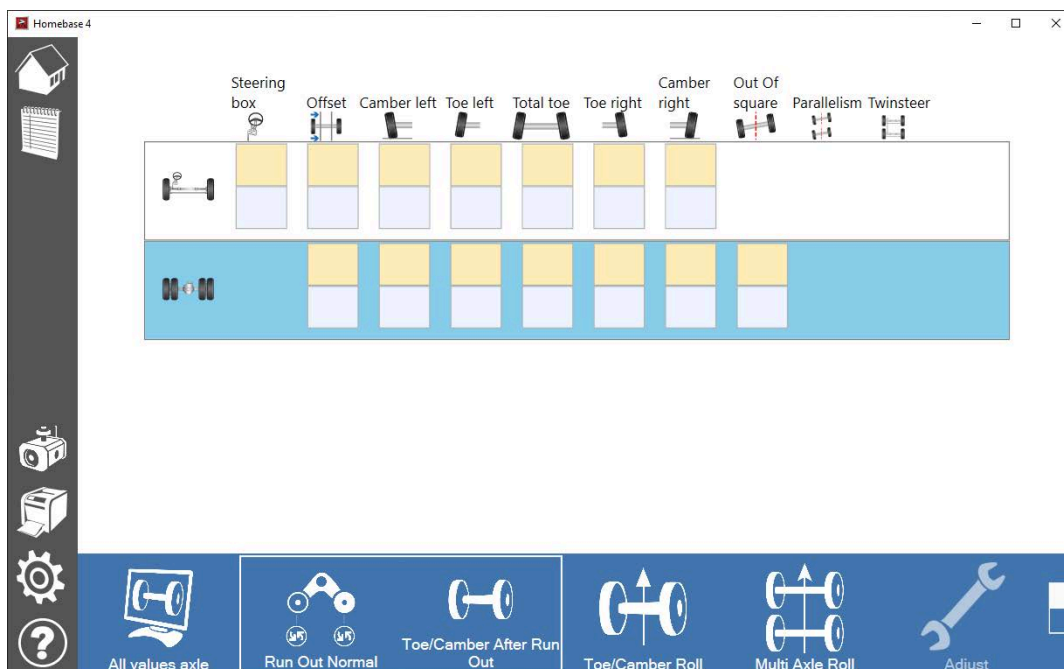 Homebase 4
Steering box
Offset
Camber left
Toe left
Total toe
Toe right
Camber right
Out Of square
Parallelism
Twinsteer
All values axle
Run Out Normal
Toe/Camber After Run Out
Toe/Camber Roll
Multi Axle Roll
Adjust